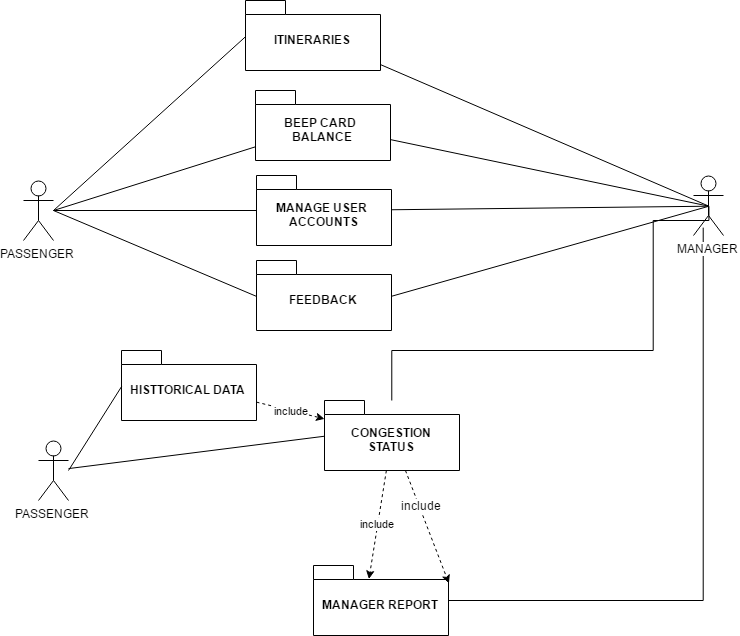 ITINERARIES
BEEP CARD
BALANCE
MANAGE USER
ACCOUNTS
PASSENGER
MANAGER
FEEDBACK
HISTTORICAL DATA
include
CONGESTION
STATUS
PASSENGER
include
include
MANAGER REPORT